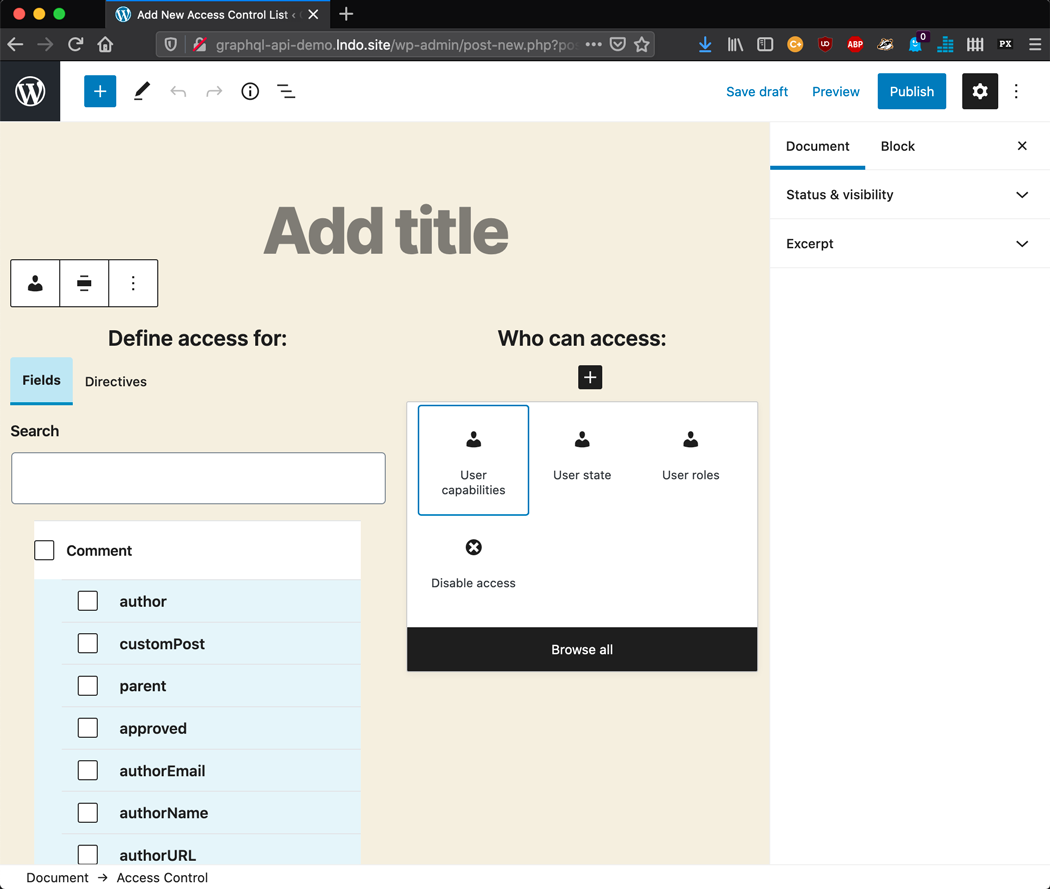 Add New Access Control List ‹
graphql-api-demo.lndo.site/wp-admin/post-new.php?po
0
UD
ABP
PX
Save draft
Preview
Publish
Document
Block
Status & visibility
Excerpt
Add title
Define access for:
Fields
Directives
Search
Comment
author
customPost
parent
approved
authorEmail
authorName
authorURL
Who can access:
User
capabilities
User state
User roles
Disable access
Browse all
Document → Access Control